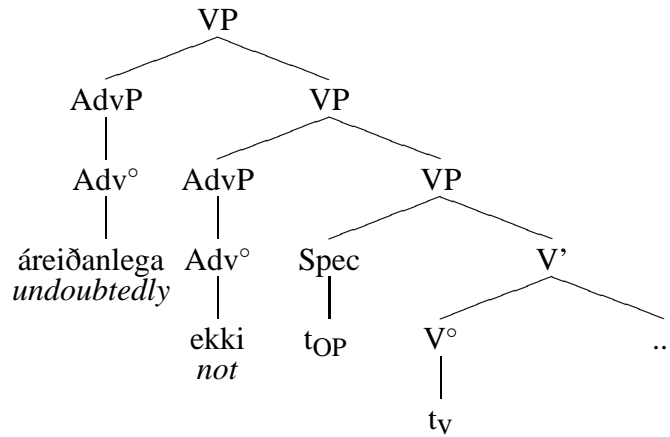 VP
AdvP VP
Adv° AdvP VP
áreiðanlega Adv° Spec V'
undoubtedly
ekki tOP V° ..
not
tv